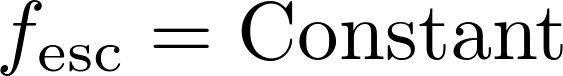 f_esc = Constant